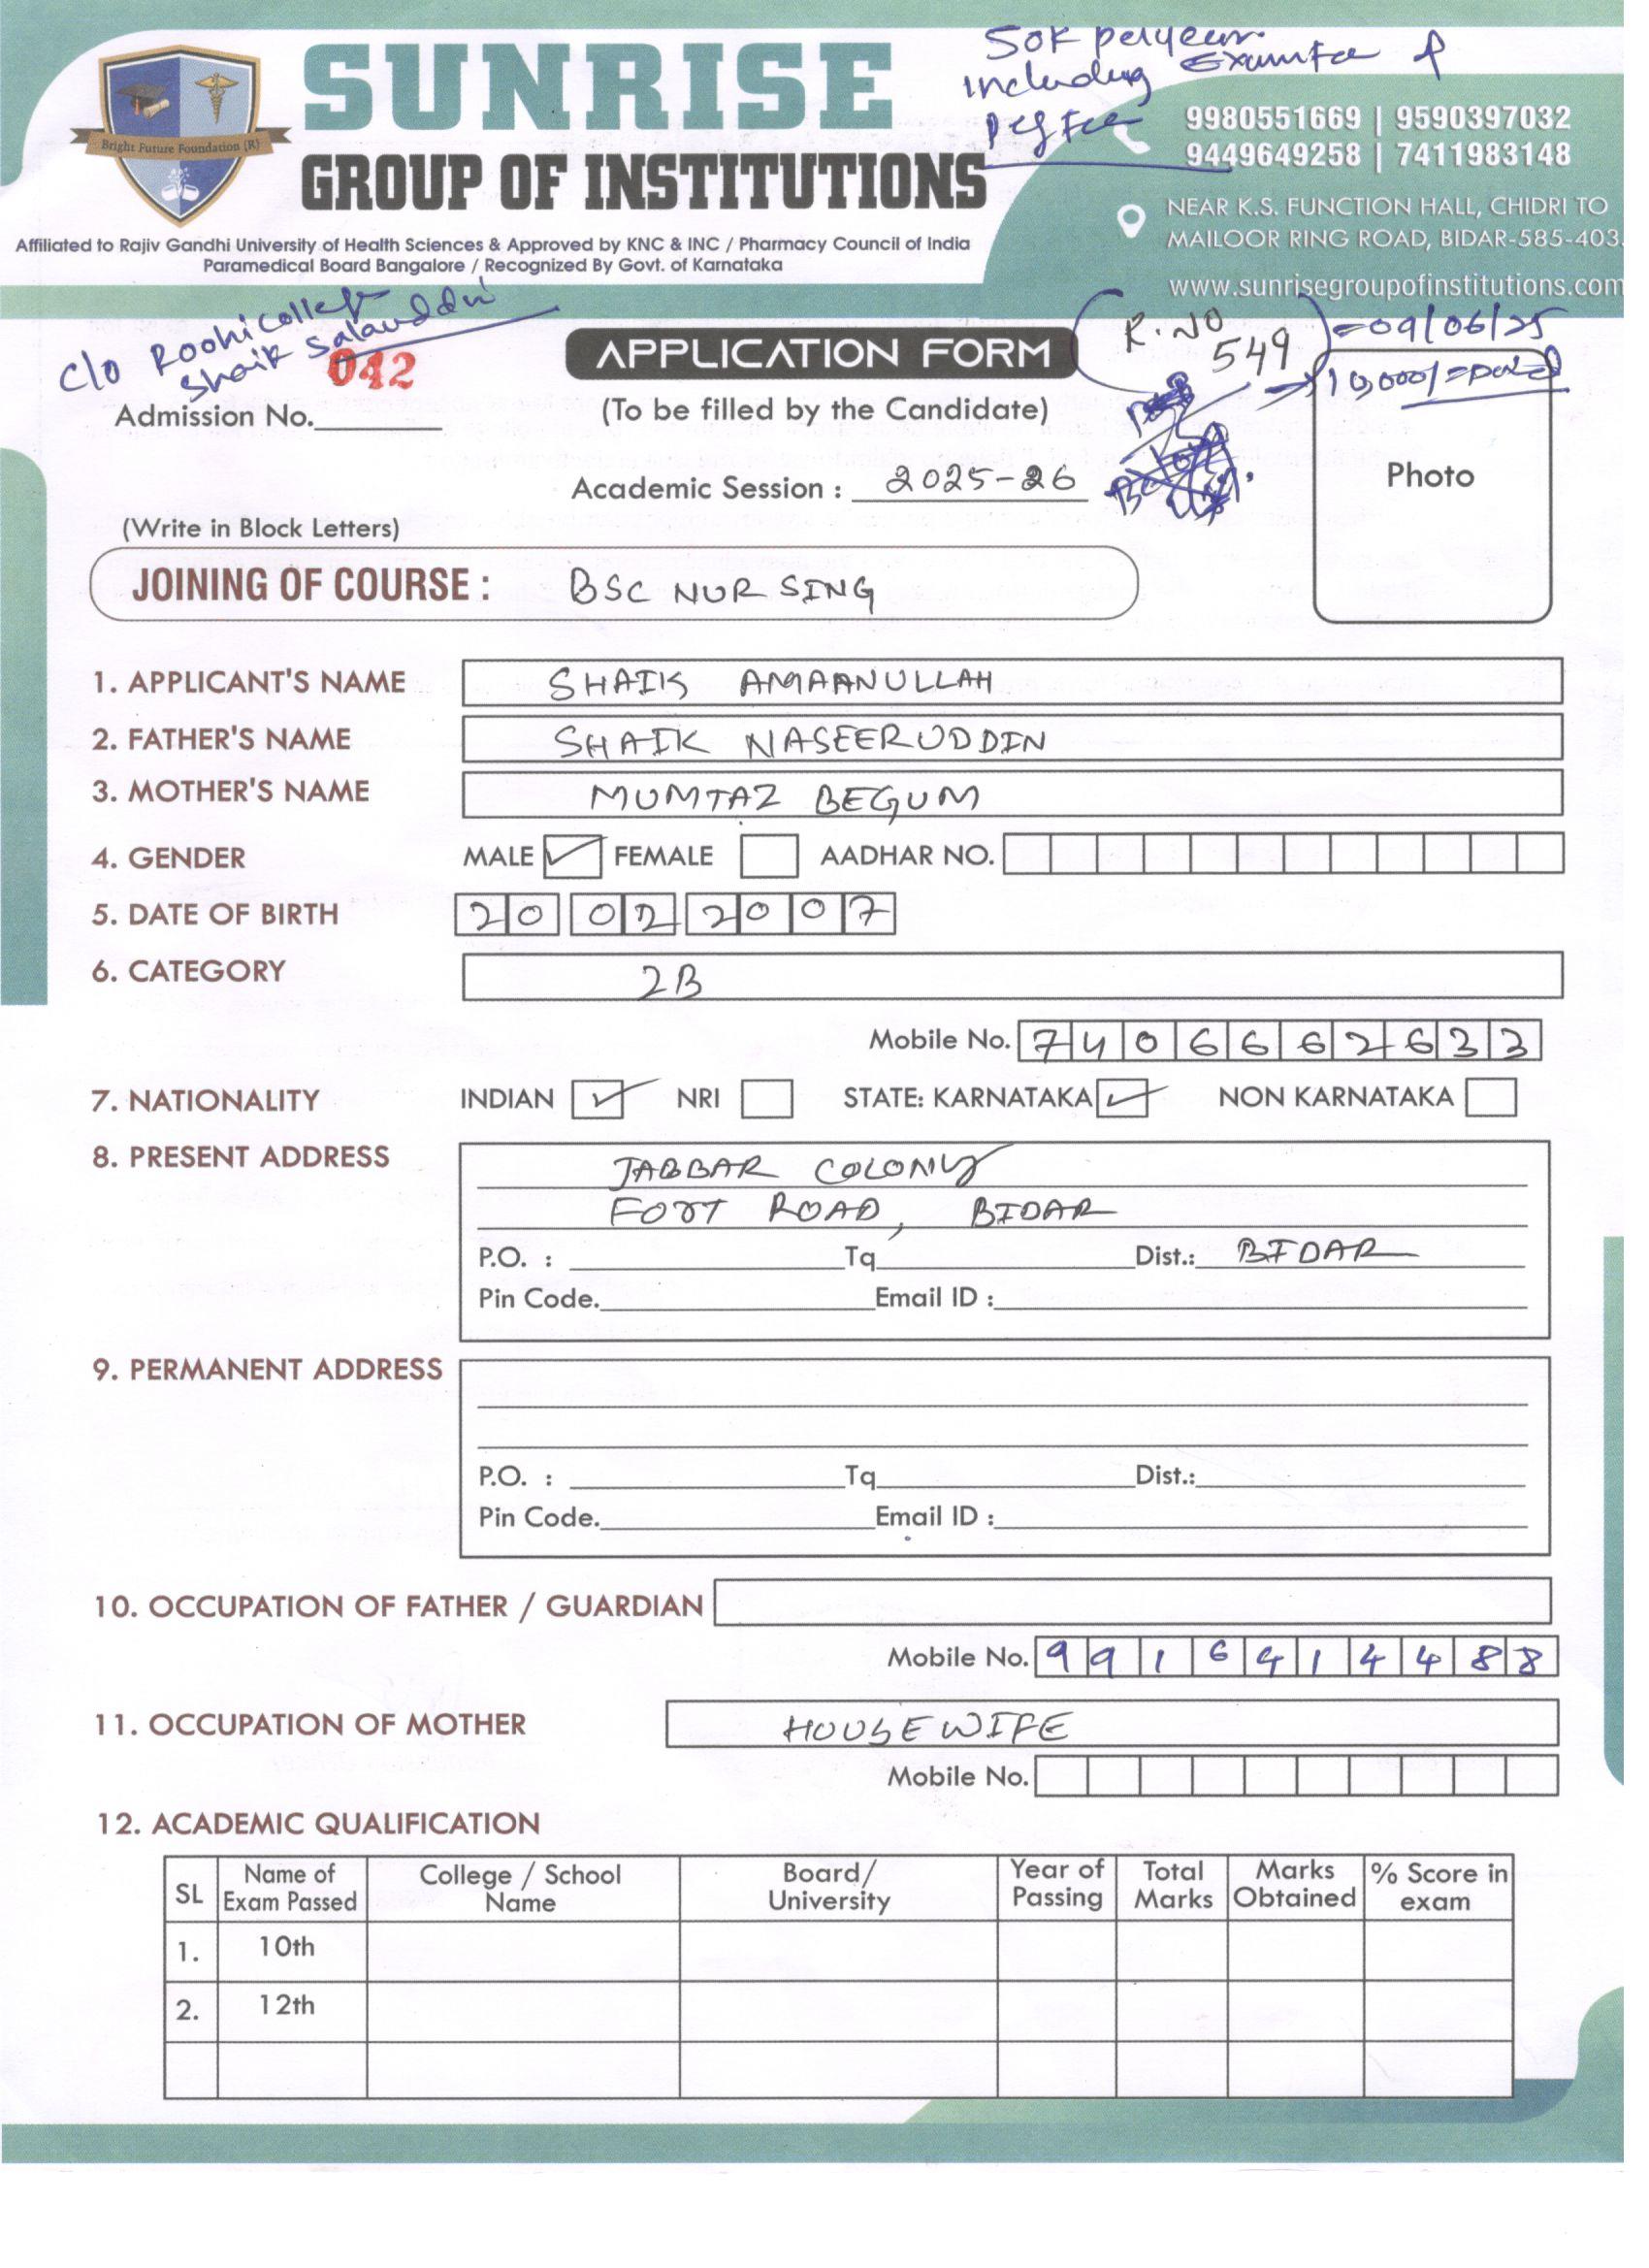 SUNRISE
GROUP OF INSTITUTIONS
Bright Future Foundation (R)
Affiliated to Rajiv Gandhi University of Health Sciences & Approved by KNC & INC / Pharmacy Council of India
Paramedical Board Bangalore / Recognized By Govt. of Karnataka
50K per year
including Exam Fee &
Fee
9980551669 | 9590397032
9449649258 | 7411983148
NEAR K.S. FUNCTION HALL, CHIDRI TO
MAILOOR RING ROAD, BIDAR-585-403.
www.sunrisegroupofinstitutions.com
C/o Roohi College
Shaik Salauddin
042
Admission No.
APPLICATION FORM
(To be filled by the Candidate)
R.NO 549
=09/06/25
10,000/= paid
Academic Session : 2025-26
Photo
(Write in Block Letters)
JOINING OF COURSE : BSC NURSING
1. APPLICANT'S NAME SHAIK AMAANULLAH
2. FATHER'S NAME SHAIK NASEERUDDIN
3. MOTHER'S NAME MUMTAZ BEGUM
4. GENDER MALE FEMALE AADHAR NO.
5. DATE OF BIRTH 20 02 2007
6. CATEGORY 2B
Mobile No. 7406662633
7. NATIONALITY INDIAN NRI STATE: KARNATAKA NON KARNATAKA
8. PRESENT ADDRESS JABBAR COLONY
FORT ROAD, BIDAR
P.O. : Tq Dist.: BIDAR
Pin Code. Email ID :
9. PERMANENT ADDRESS
P.O. : Tq Dist.:
Pin Code. Email ID :
10. OCCUPATION OF FATHER / GUARDIAN
Mobile No. 9916414488
11. OCCUPATION OF MOTHER HOUSEWIFE
Mobile No.
12. ACADEMIC QUALIFICATION
SL Name of Exam Passed College / School Name Board/ University Year of Passing Total Marks Marks Obtained % Score in exam
1. 10th
2. 12th